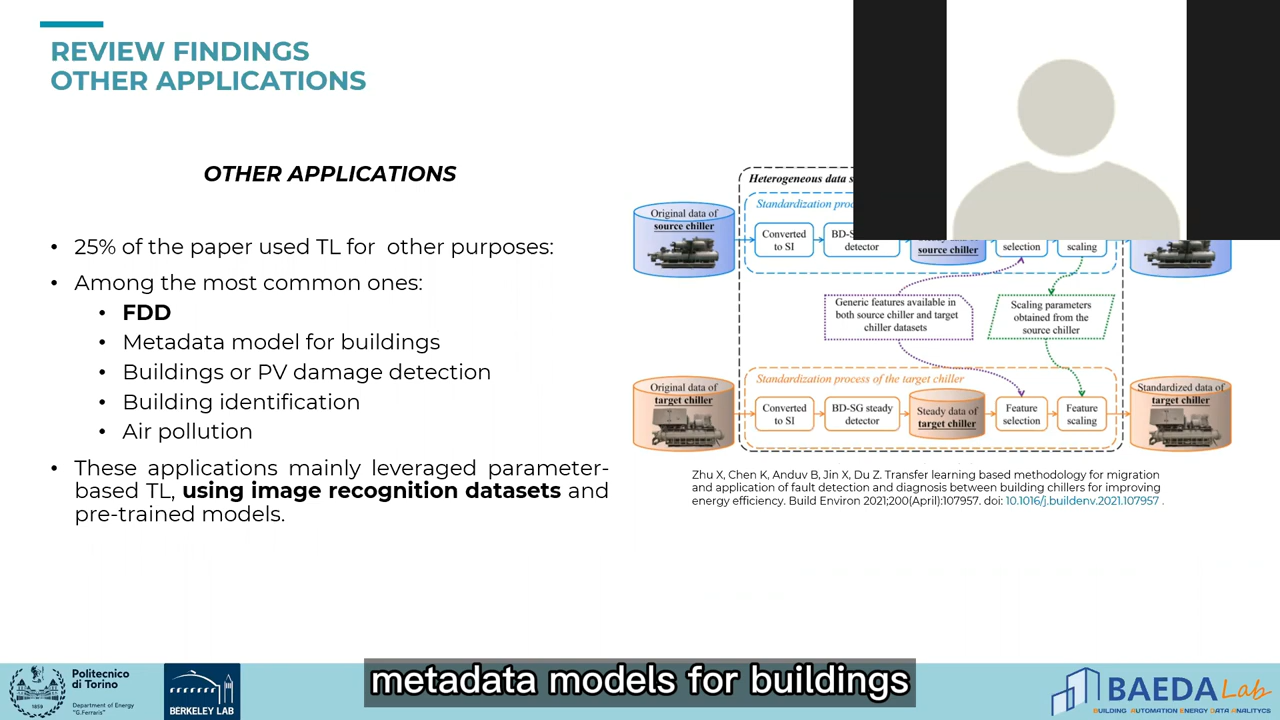 REVIEW FINDINGS
OTHER APPLICATIONS
OTHER APPLICATIONS
• 25% of the paper used TL for other purposes:
• Among the most common ones:
• FDD
• Metadata model for buildings
• Buildings or PV damage detection
• Building identification
• Air pollution
• These applications mainly leveraged parameter-
based TL, using image recognition datasets and
pre-trained models.
Heterogeneous data
Standardization
Original data of
source chiller
Converted
to SI
detector
source chiller
selection
scaling
Generic features available in
both source chiller and target
chiller datasets
Scaling parameters
obtained from the
source chiller
Standardization process of the target chiller
Original data of
target chiller
Converted
to SI
BD-SG steady
detector
Steady data of
target chiller
Feature
selection
Feature
scaling
Standardized data of
target chiller
Zhu X, Chen K, Anduv B, Jin X, Du Z. Transfer learning based methodology for migration
and application of fault detection and diagnosis between building chillers for improving
energy efficiency. Build Environ 2021;200(April):107957. doi: 10.1016/j.buildenv.2021.107957 .
metadata models for buildings
Politecnico
di Torino
Department of Energy
"G.Ferraris"
1859
BERKELEY LAB
BAEDA Lab
BUILDING AUTOMATION ENERGY DATA ANALITYCS